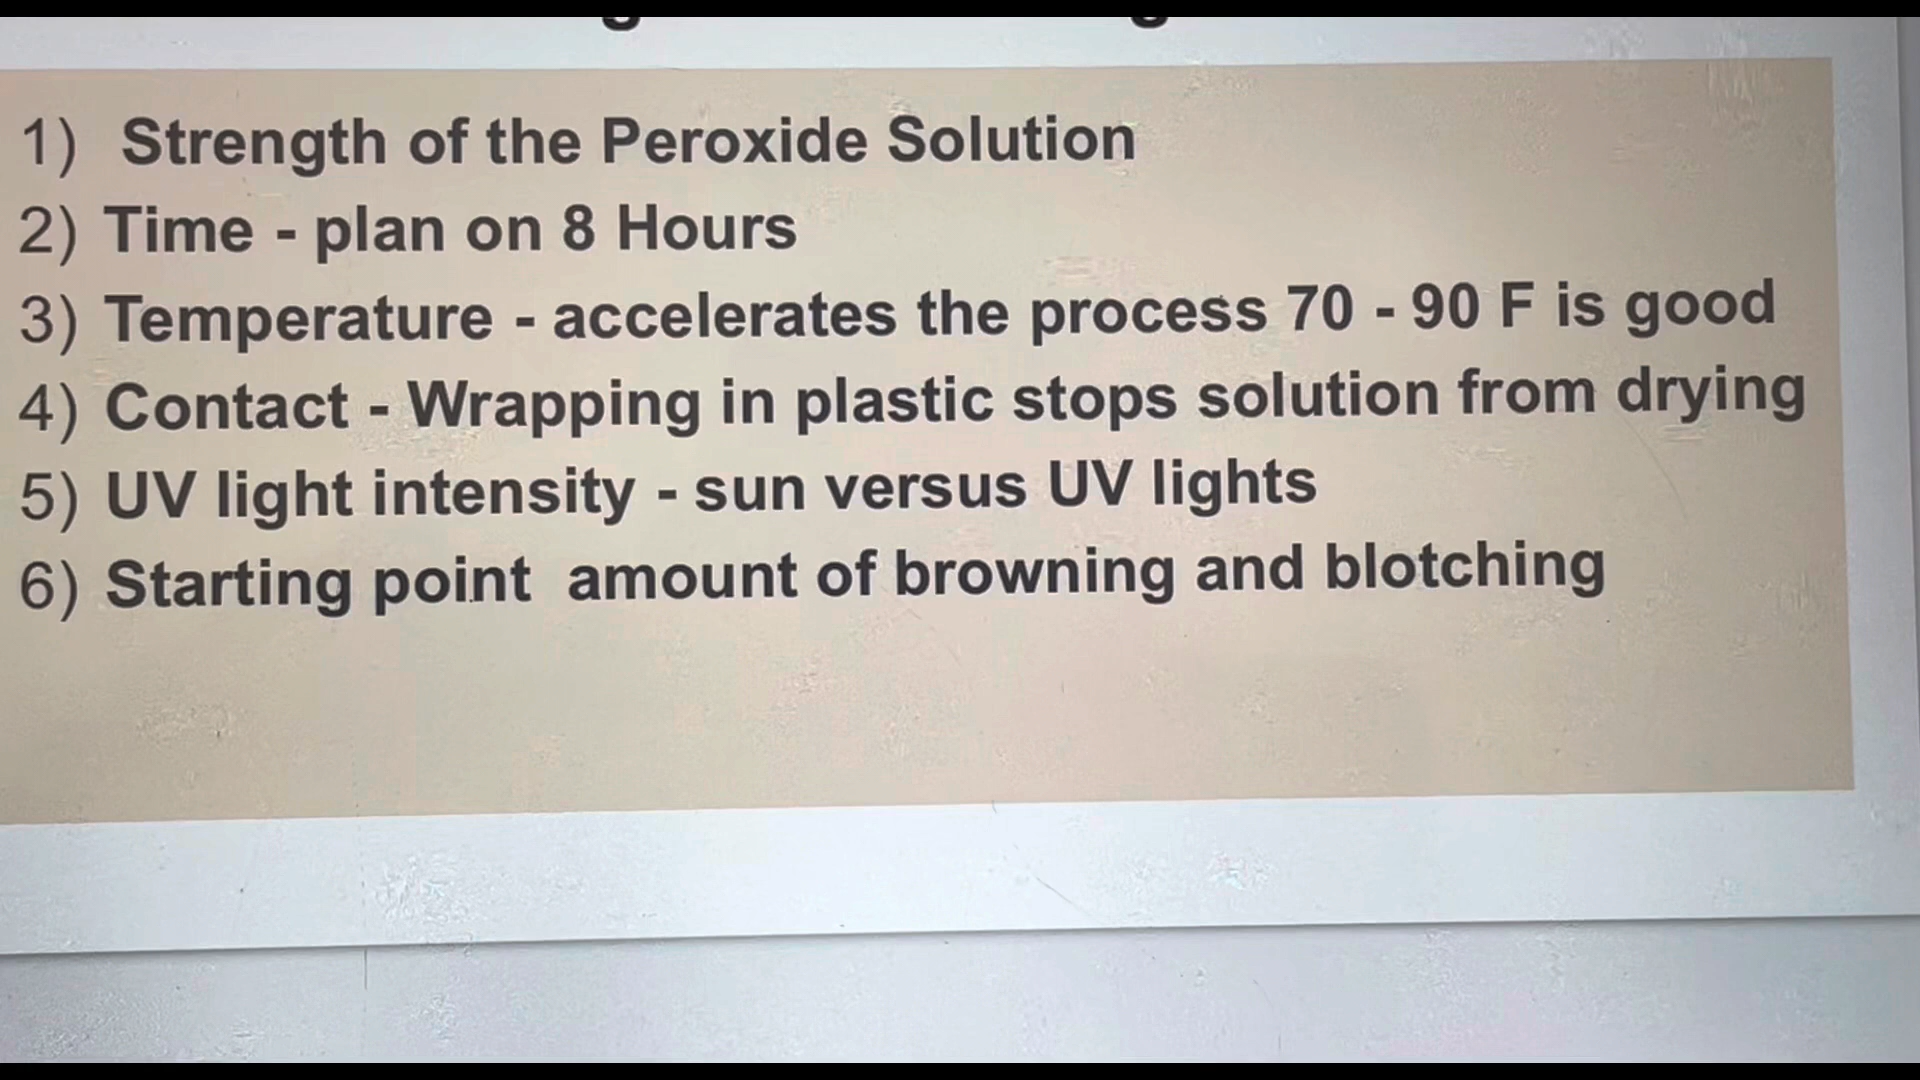 1) Strength of the Peroxide Solution
2) Time - plan on 8 Hours
3) Temperature - accelerates the process 70 - 90 F is good
4) Contact - Wrapping in plastic stops solution from drying
5) UV light intensity - sun versus UV lights
6) Starting point amount of browning and blotching